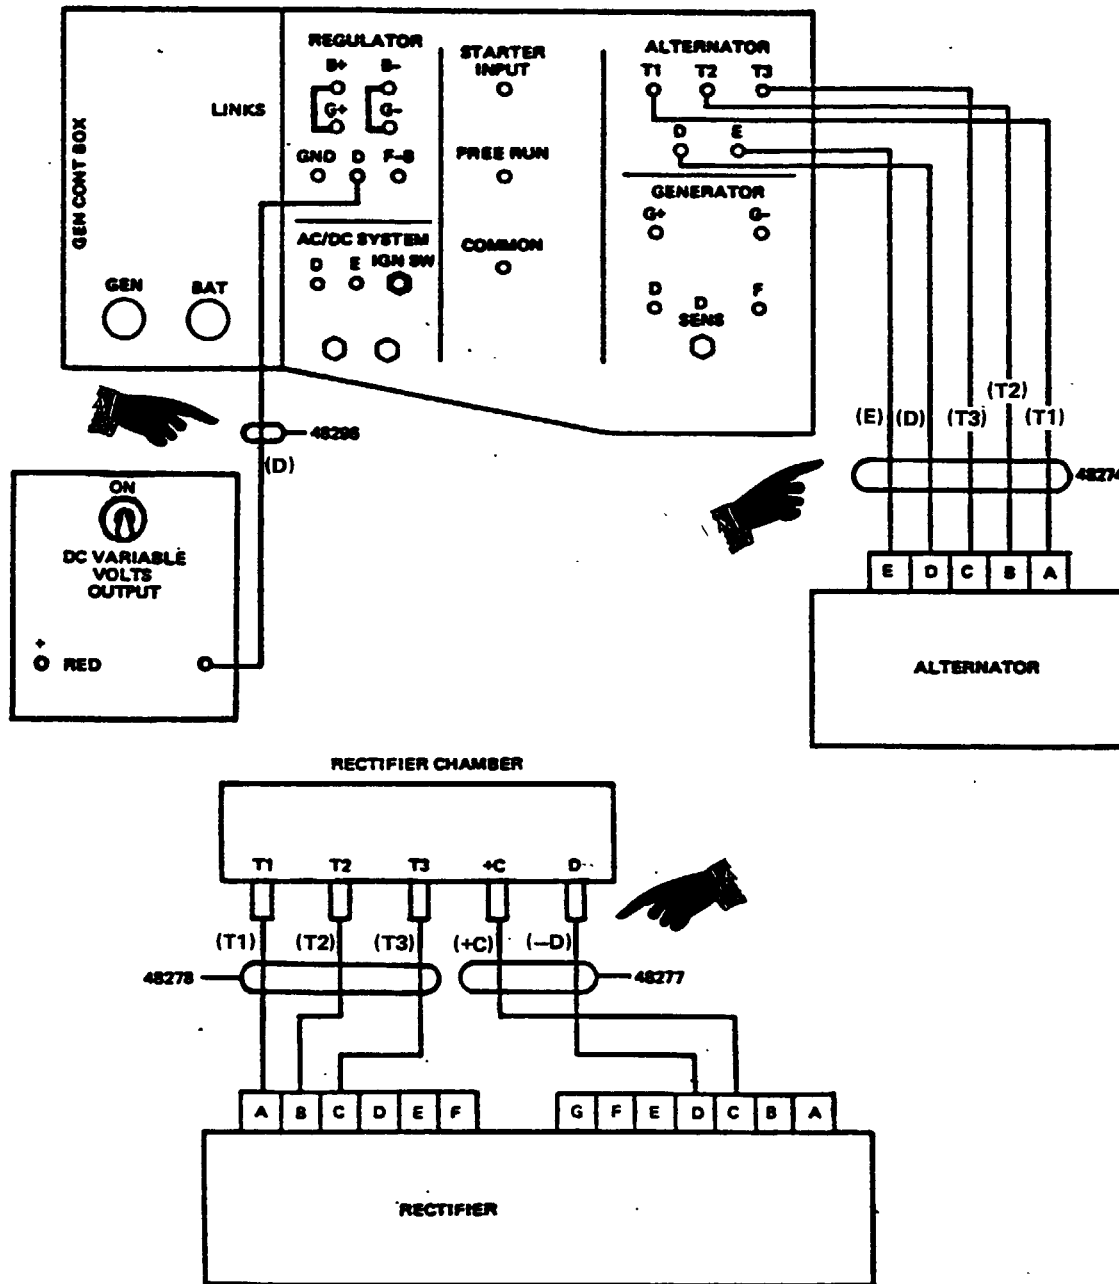 GEN CONT BOX
GEN
BAT
LINKS
REGULATOR
B+ B-
G+ G-
GND D F-B
AC/DC SYSTEM
D E IGN SW
STARTER
INPUT
FREE RUN
COMMON
ALTERNATOR
T1 T2 T3
D E
GENERATOR
G+ G-
D F
D
SENS
48296
(D)
ON
DC VARIABLE
VOLTS
OUTPUT
+
RED
(E) (D) (T3) (T2) (T1)
48274
E D C B A
ALTERNATOR
RECTIFIER CHAMBER
T1 T2 T3 +C D-
(T1) (T2) (T3) (+C) (-D)
48278
48277
A B C D E F
G F E D C B A
RECTIFIER